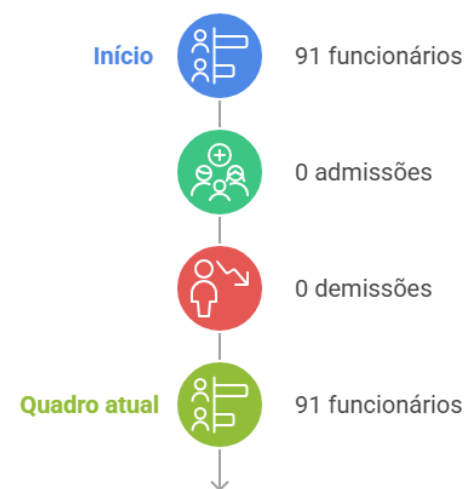 Início 91 funcionários
0 admissões
0 demissões
Quadro atual 91 funcionários